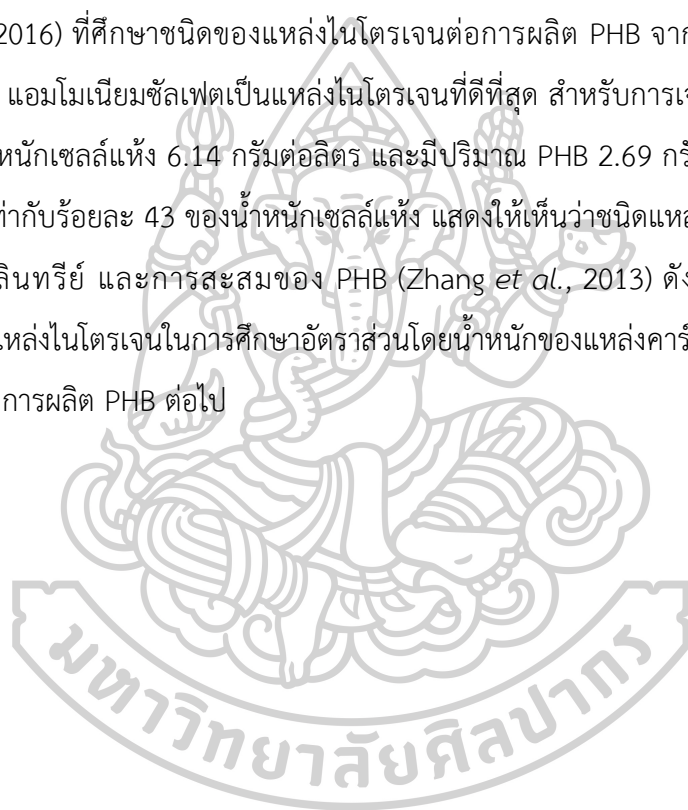 2016) ที่ศึกษาชนิดของแหล่งไนโตรเจนต่อการผลิต PHB จาก
แอมโมเนียมซัลเฟตเป็นแหล่งไนโตรเจนที่ดีที่สุด สำหรับการเ
หนักเซลล์แห้ง 6.14 กรัมต่อลิตร และมีปริมาณ PHB 2.69 กรั
ท่ากับร้อยละ 43 ของน้ำหนักเซลล์แห้ง แสดงให้เห็นว่าชนิดแหล
ลินทรีย์ และการสะสมของ PHB (Zhang et al., 2013) ดัง
หล่งไนโตรเจนในการศึกษาอัตราส่วนโดยน้ำหนักของแหล่งคาร์
การผลิต PHB ต่อไป
มหาวิทยาลัยศิลปากร